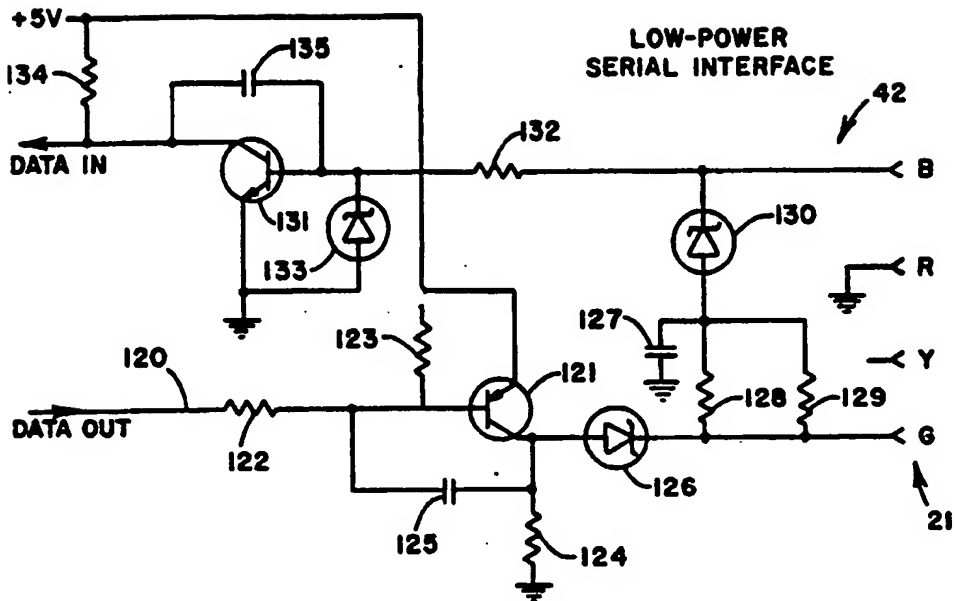 +5V
135
LOW-POWER
SERIAL INTERFACE
134
42
132
DATA IN
B
131
130
133
R
127
123
120
121
Y
128
129
DATA OUT
122
G
126
125
124
21